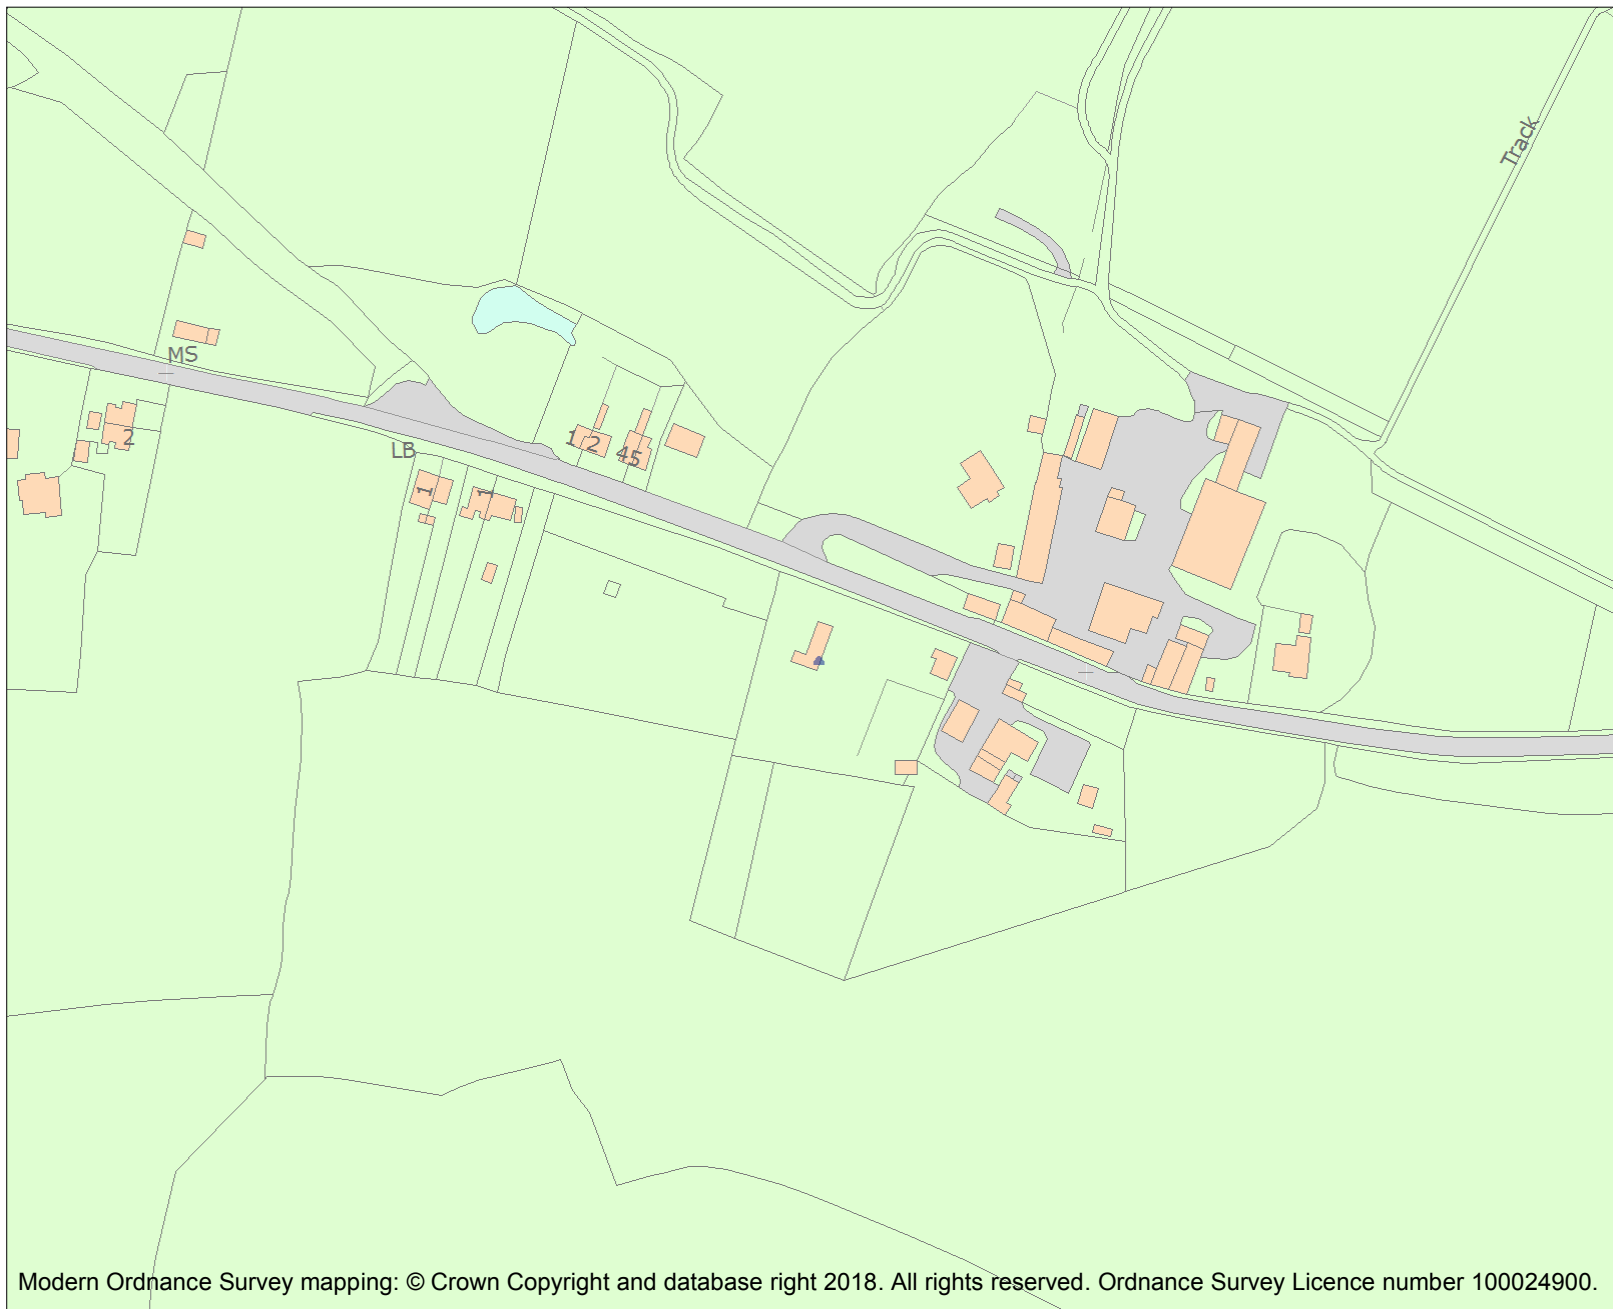 Track
MS
2
LB
1 2
45
1
1
Modern Ordnance Survey mapping: © Crown Copyright and database right 2018. All rights reserved. Ordnance Survey Licence number 100024900.